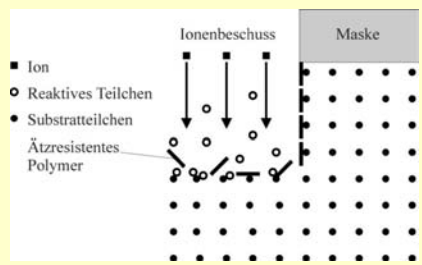 Ionenbeschuss
Maske
Ion
Reaktives Teilchen
Substratteilchen
Ätzresistentes
Polymer